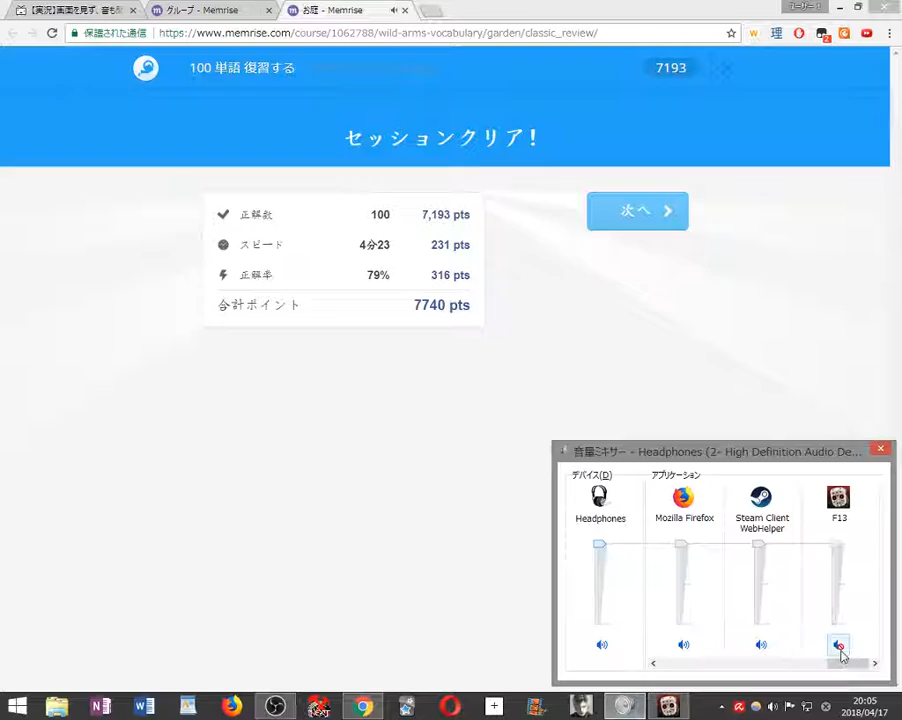 【実況】画面を見ず、音も
グループ - Memrise
お庭 - Memrise
保護された通信
https://www.memrise.com/course/1062788/wild-arms-vocabulary/garden/classic_review/
100 単語 復習する
7193
セッションクリア!
正解数 100 7,193 pts
スピード 4分23 231 pts
正解率 79% 316 pts
合計ポイント 7740 pts
次へ
音量ミキサー - Headphones (2- High Definition Audio De...
デバイス(D)
アプリケーション
Headphones
Mozilla Firefox
Steam Client WebHelper
F13
20:05
2018/04/17